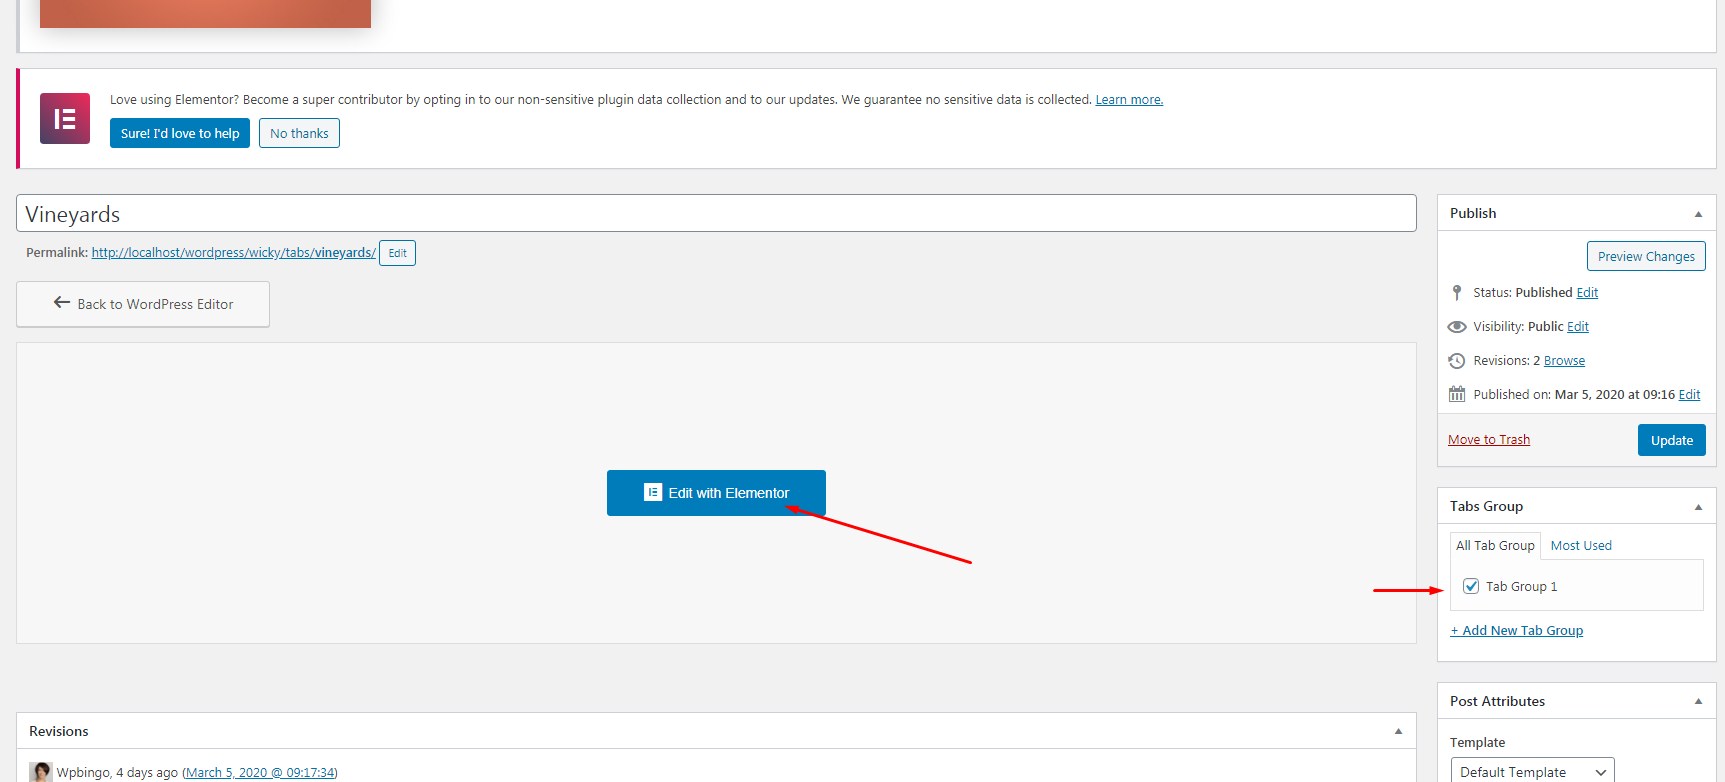 Love using Elementor? Become a super contributor by opting in to our non-sensitive plugin data collection and to our updates. We guarantee no sensitive data is collected. Learn more.
Sure! I'd love to help
No thanks
Vineyards
Permalink: http://localhost/wordpress/wicky/tabs/vineyards/ Edit
← Back to WordPress Editor
Edit with Elementor
Revisions
Wpbingo, 4 days ago (March 5, 2020 @ 09:17:34)
Publish
Preview Changes
Status: Published Edit
Visibility: Public Edit
Revisions: 2 Browse
Published on: Mar 5, 2020 at 09:16 Edit
Move to Trash
Update
Tabs Group
All Tab Group
Most Used
Tab Group 1
+ Add New Tab Group
Post Attributes
Template
Default Template